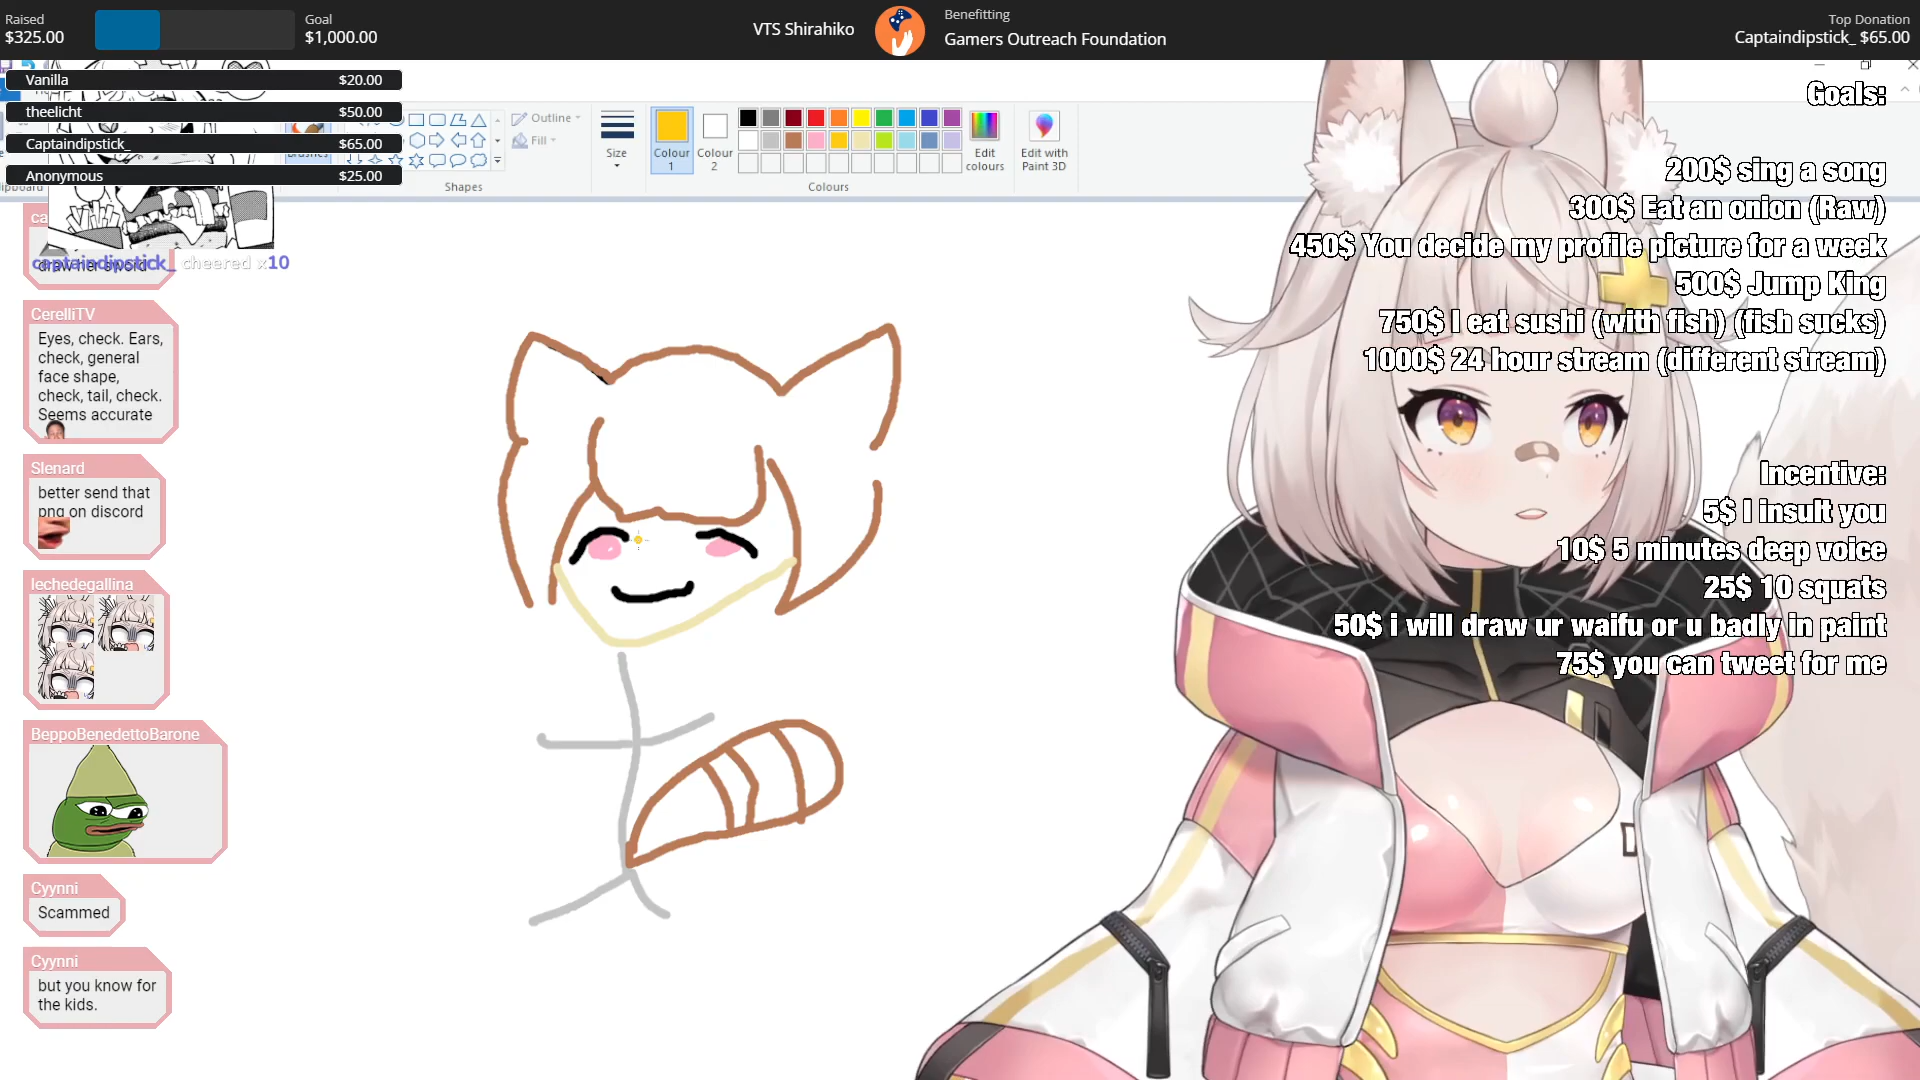 Raised
$325.00
Goal
$1,000.00
VTS Shirahiko
Benefitting
Gamers Outreach Foundation
Top Donation
Captaindipstick_ $65.00
Vanilla $20.00
theelicht $50.00
Captaindipstick_ $65.00
Anonymous $25.00
Outline
Fill
Size
Colour
1
Colour
2
Edit
colours
Edit with
Paint 3D
Shapes
Colours
captaindipstick_ cheered x10
draw her sword
CerelliTV
Eyes, check. Ears,
check, general
face shape,
check, tail, check.
Seems accurate
Slenard
better send that
png on discord
lechedegallina
BeppoBenedettoBarone
Cyynni
Scammed
Cyynni
but you know for
the kids.
Goals:
200$ sing a song
300$ Eat an onion (Raw)
450$ You decide my profile picture for a week
500$ Jump King
750$ I eat sushi (with fish) (fish sucks)
1000$ 24 hour stream (different stream)
Incentive:
5$ I insult you
10$ 5 minutes deep voice
25$ 10 squats
50$ i will draw ur waifu or u badly in paint
75$ you can tweet for me